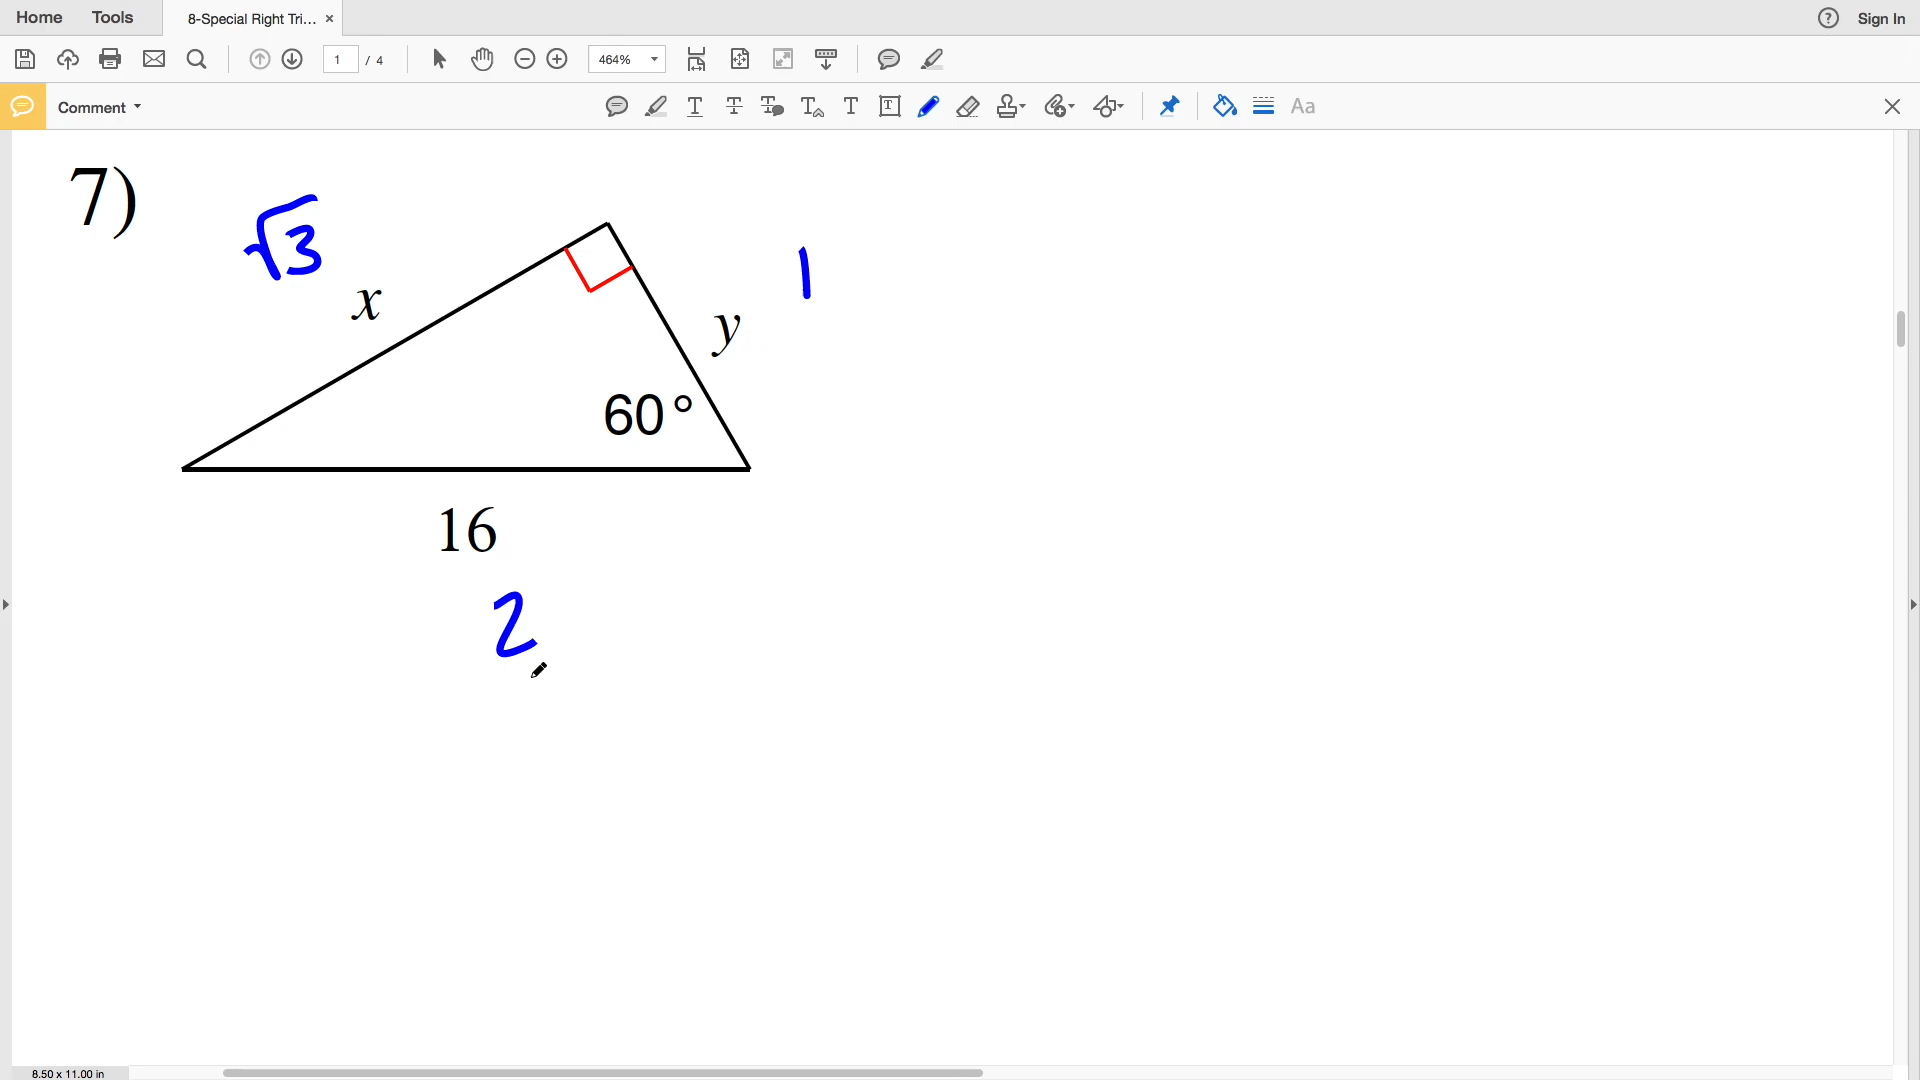 Home Tools 8-Special Right Tri... × ? Sign In
1 / 4 464%
Comment Aa
7)
√3
x
1
y
60°
16
2
8.50 x 11.00 in